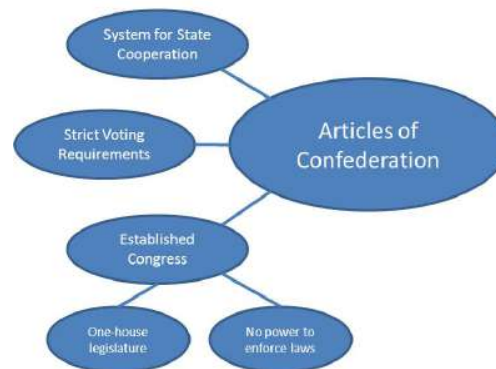 System for State
Cooperation
Articles of
Confederation
Strict Voting
Requirements
Established
Congress
One-house
legislature
No power to
enforce laws